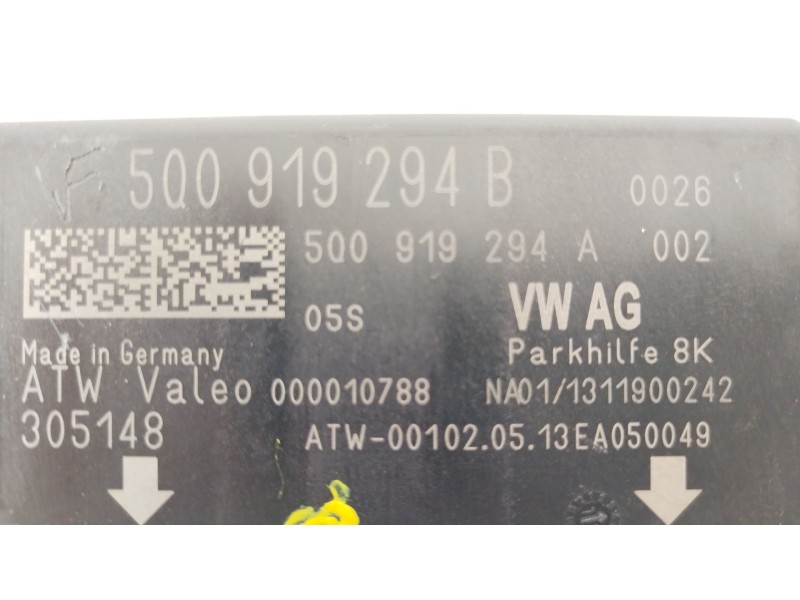 F 5Q0 919 294 B 0026
5Q0 919 294 A 002
05S VW AG
Made in Germany Parkhilfe 8K
ATW Valeo 000010788 NA01/1311900242
305148 ATW-00102.05.13EA050049